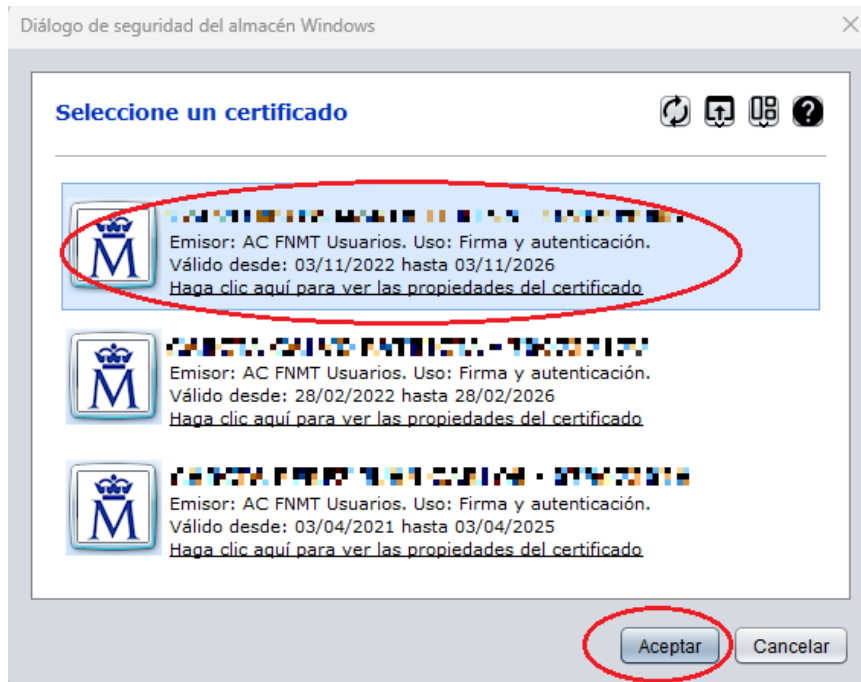 Diálogo de seguridad del almacén Windows
Seleccione un certificado
Emisor: AC FNMT Usuarios. Uso: Firma y autenticación.
Válido desde: 03/11/2022 hasta 03/11/2026
Haga clic aquí para ver las propiedades del certificado
Emisor: AC FNMT Usuarios. Uso: Firma y autenticación.
Válido desde: 28/02/2022 hasta 28/02/2026
Haga clic aquí para ver las propiedades del certificado
Emisor: AC FNMT Usuarios. Uso: Firma y autenticación.
Válido desde: 03/04/2021 hasta 03/04/2025
Haga clic aquí para ver las propiedades del certificado
Aceptar Cancelar